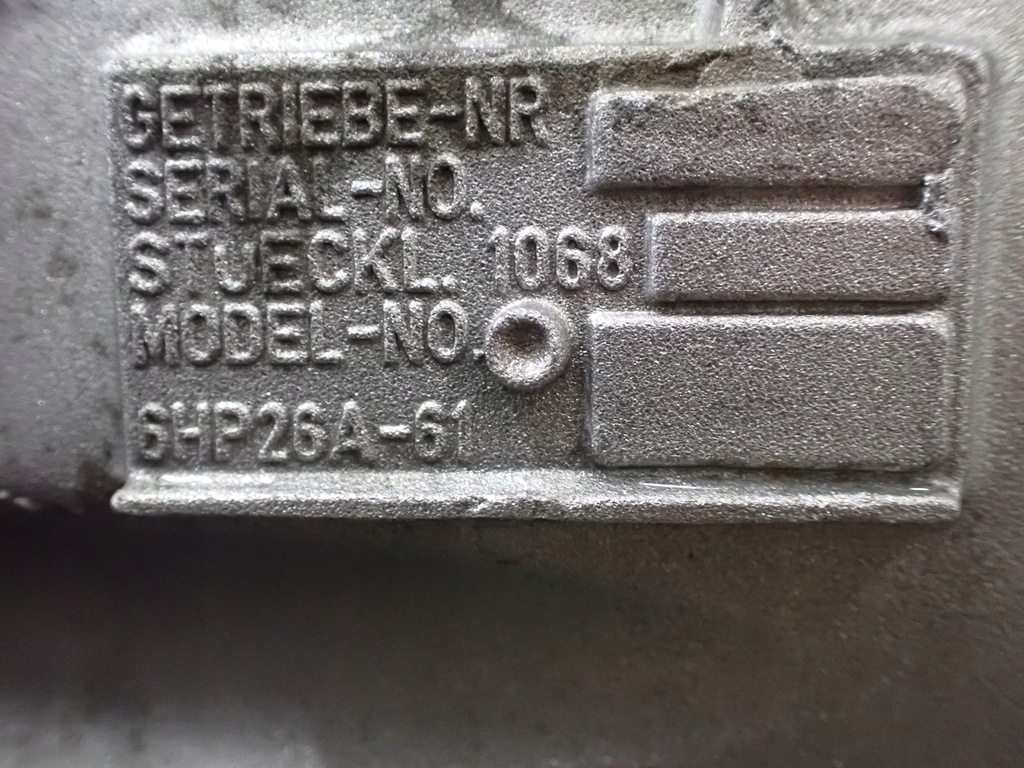 GETRIEBE-NR
SERIAL-NO.
STUECKL. 1068
MODEL-NO.
6HP26A-61